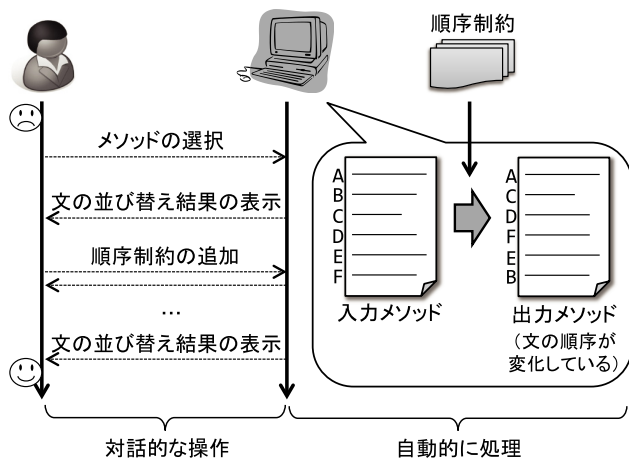 順序制約
メソッドの選択
文の並び替え結果の表示
順序制約の追加
...
文の並び替え結果の表示
A
B
C
D
E
F
入力メソッド
A
C
D
F
E
B
出力メソッド
(文の順序が
変化している)
対話的な操作
自動的に処理